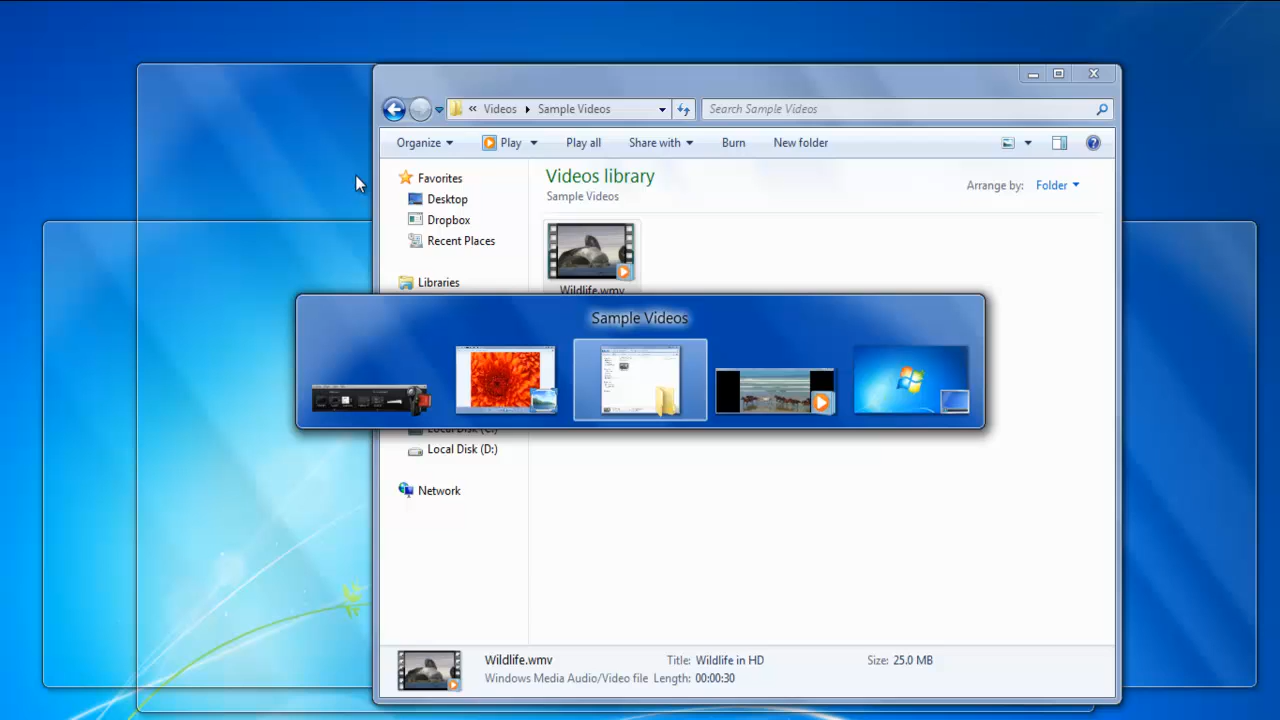 « Videos Sample Videos
Search Sample Videos
Organize Play Play all Share with Burn New folder
Favorites
Desktop
Dropbox
Recent Places
Libraries
Videos library
Sample Videos
Arrange by: Folder
Wildlife.wmv
Sample Videos
Local Disk (C:)
Local Disk (D:)
Network
Wildlife.wmv Title: Wildlife in HD Size: 25.0 MB
Windows Media Audio/Video file Length: 00:00:30